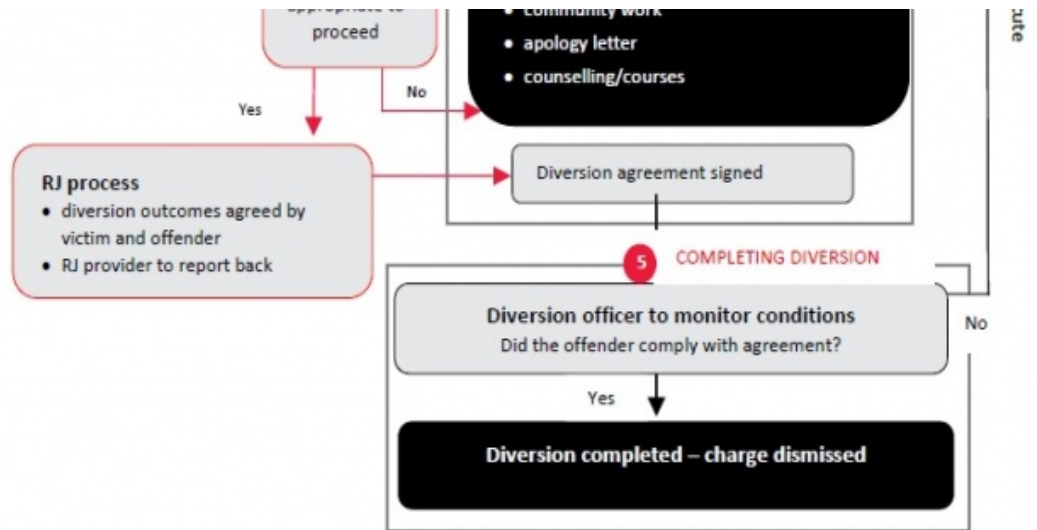 appropriate to
proceed
• community work
• apology letter
• counselling/courses
Yes
No
RJ process
• diversion outcomes agreed by
victim and offender
• RJ provider to report back
Diversion agreement signed
5 COMPLETING DIVERSION
Diversion officer to monitor conditions
Did the offender comply with agreement?
No
Yes
Diversion completed – charge dismissed